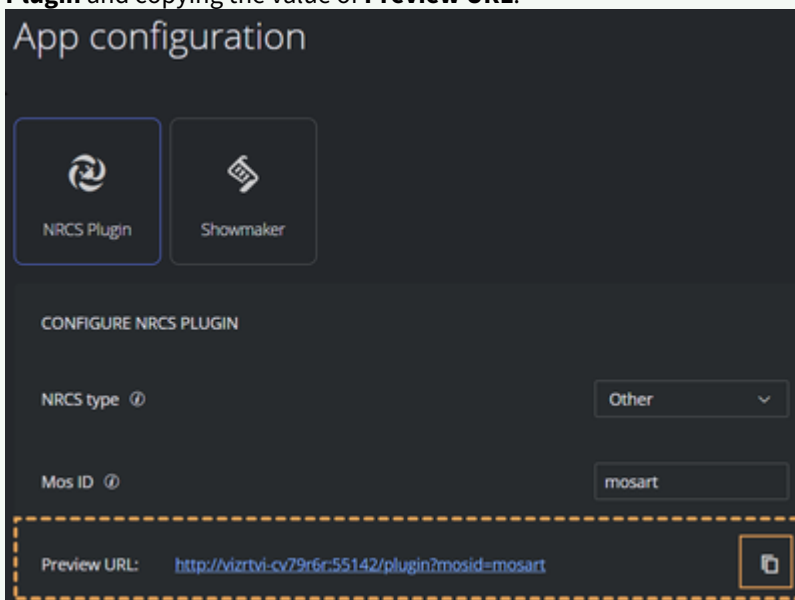 Plugin and copying the value of Preview URL.
App configuration
NRCS Plugin
Showmaker
CONFIGURE NRCS PLUGIN
NRCS type
Other
Mos ID
mosart
Preview URL:
http://vizrtvi-cv79r6r:55142/plugin?mosid=mosart